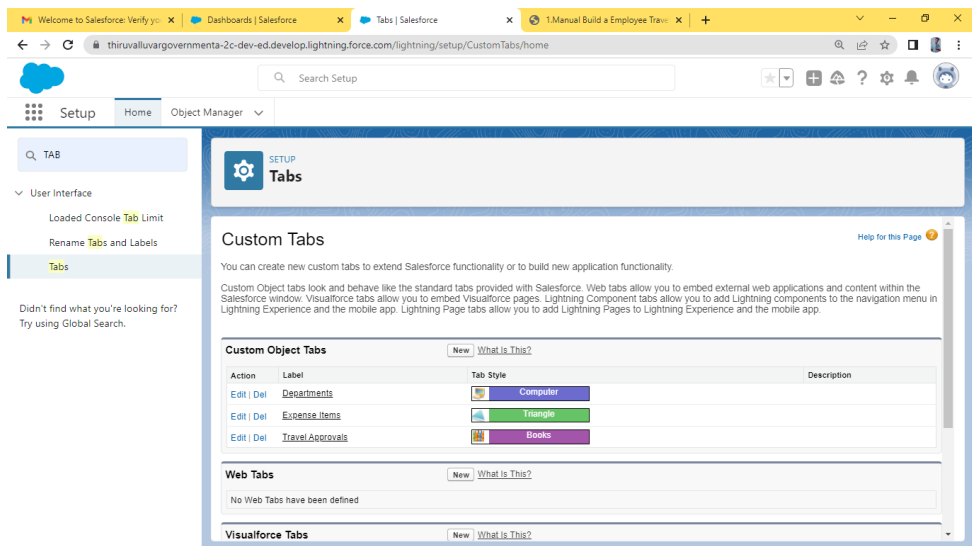 Welcome to Salesforce: Verify yo
Dashboards | Salesforce
Tabs | Salesforce
1.Manual Build a Employee Trave
thiruvalluvargovernmenta-2c-dev-ed.develop.lightning.force.com/lightning/setup/CustomTabs/home
Search Setup
Setup
Home
Object Manager
TAB
User Interface
Loaded Console Tab Limit
Rename Tabs and Labels
Tabs
Didn't find what you're looking for?
Try using Global Search.
SETUP
Tabs
Custom Tabs
Help for this Page
You can create new custom tabs to extend Salesforce functionality or to build new application functionality.
Custom Object tabs look and behave like the standard tabs provided with Salesforce. Web tabs allow you to embed external web applications and content within the
Salesforce window. Visualforce tabs allow you to embed Visualforce pages. Lightning Component tabs allow you to add Lightning components to the navigation menu in
Lightning Experience and the mobile app. Lightning Page tabs allow you to add Lightning Pages to Lightning Experience and the mobile app.
Custom Object Tabs New What Is This?
Action Label Tab Style Description
Edit | Del Departments Computer
Edit | Del Expense Items Triangle
Edit | Del Travel Approvals Books
Web Tabs New What Is This?
No Web Tabs have been defined
Visualforce Tabs New What Is This?